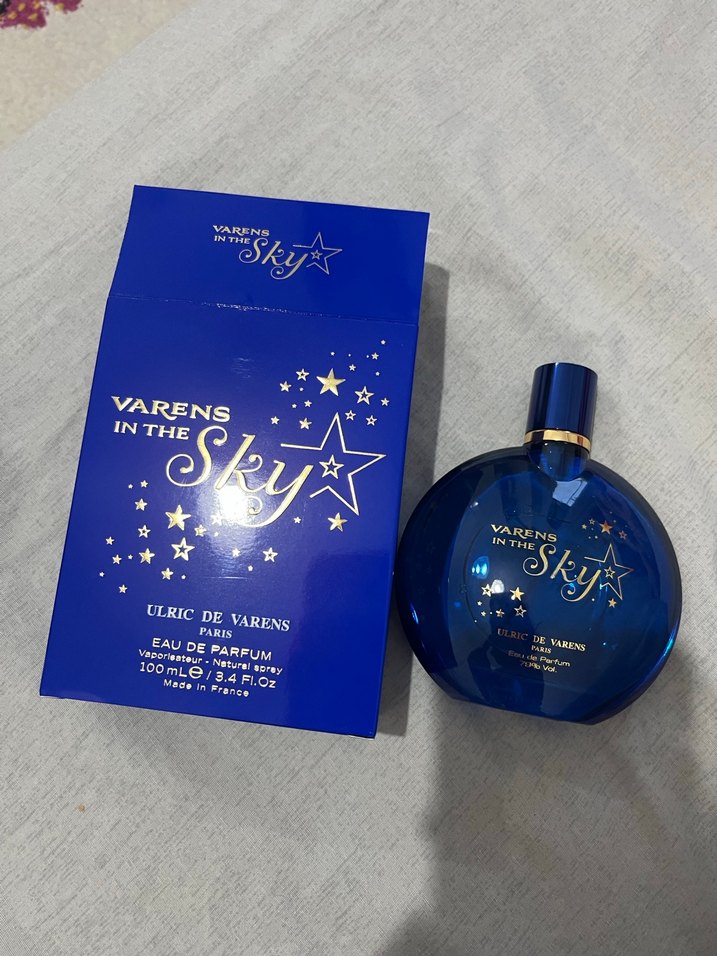 VARENS
IN THE
Sky
VARENS
IN THE
Sky
ULRIC DE VARENS
PARIS
EAU DE PARFUM
Vaporisateur - Natural spray
100 mL ℮ / 3.4 Fl.Oz
Made in France
VARENS
IN THE
Sky
ULRIC DE VARENS
PARIS
Eau de Parfum
79% Vol.